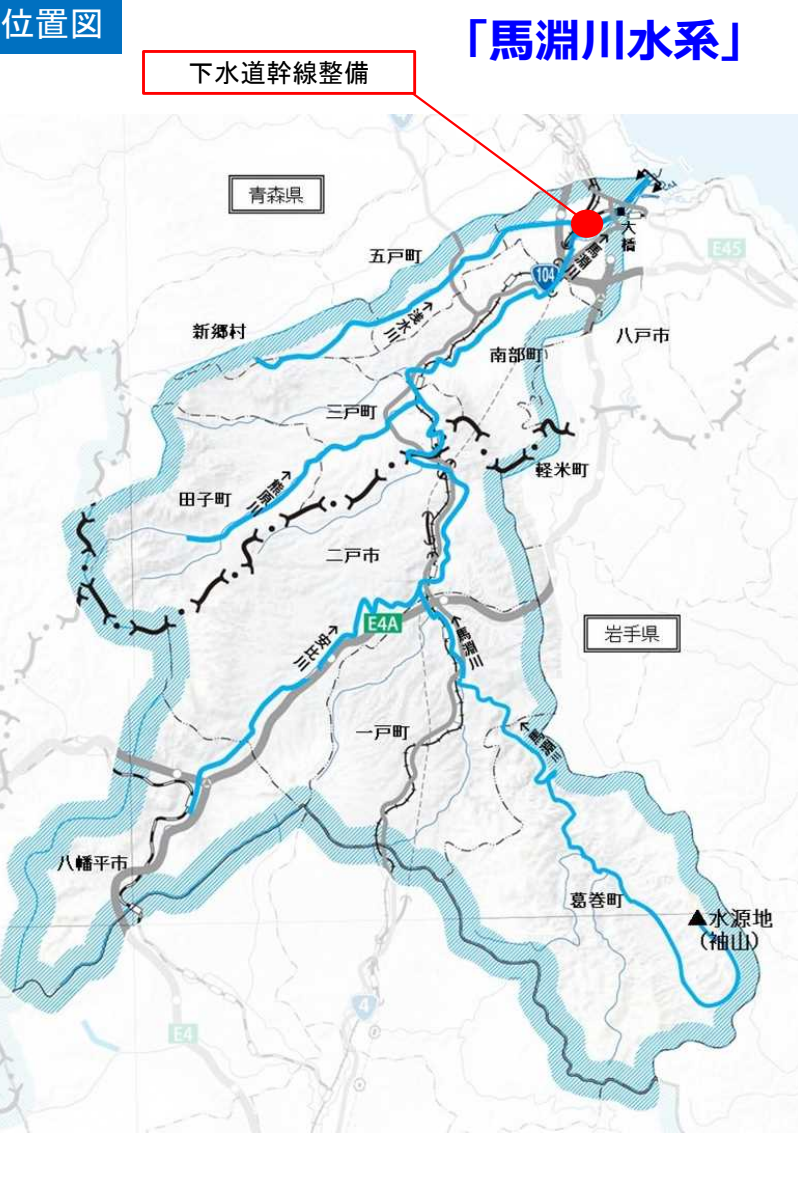 位置図
「馬淵川水系」
下水道幹線整備
4
青森県
大橋
五戸町
馬淵川
E45
104
浅水川
新郷村
八戸市
南部町
三戸町
軽米町
熊原川
田子町
二戸市
E4A
岩手県
安比川
馬淵川
一戸町
馬淵川
八幡平市
葛巻町
▲水源地
(袖山)
4
E4